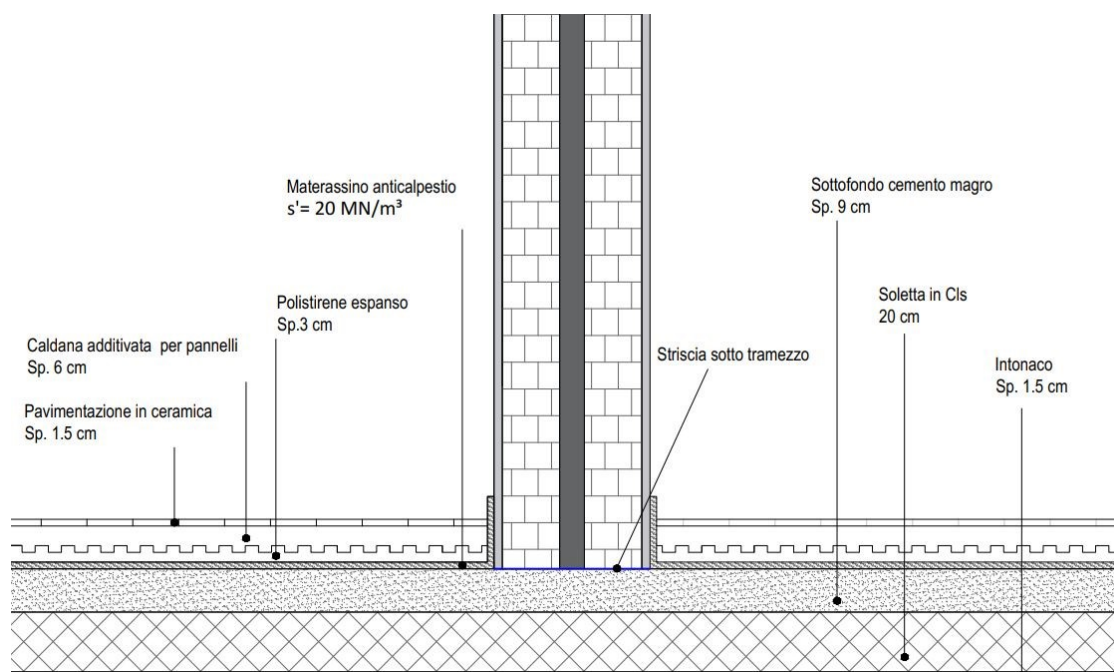 Materassino anticalpestio
s'= 20 MN/m³
Sottofondo cemento magro
Sp. 9 cm
Polistirene espanso
Sp.3 cm
Soletta in Cls
20 cm
Caldana additivata  per pannelli
Sp. 6 cm
Striscia sotto tramezzo
Intonaco
Sp. 1.5 cm
Pavimentazione in ceramica
Sp. 1.5 cm